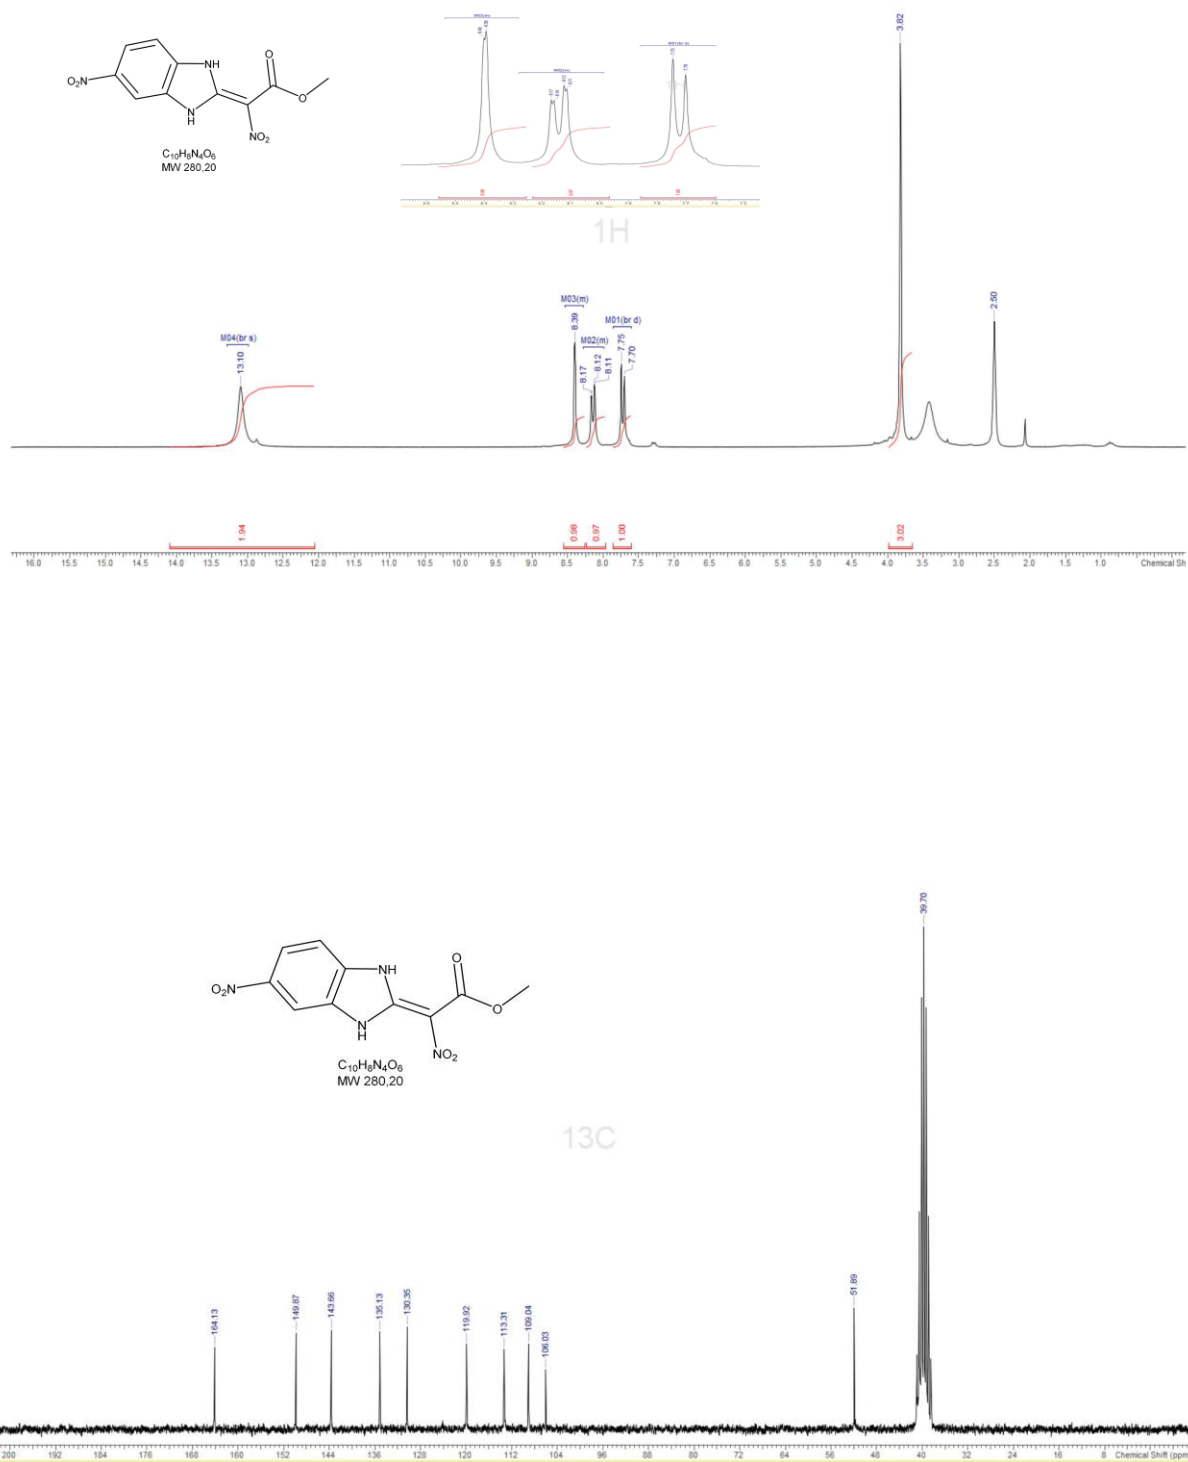 O₂N
NH
N
H
O
O
NO₂
C₁₀H₈N₄O₆
MW 280,20
1H
M04(br s)
13.10
M03(m)
8.39
M02(m)
8.17
8.12
8.11
M01(br d)
7.75
7.70
3.82
2.50
1.94
0.98
0.97
1.00
3.02
16.0 15.5 15.0 14.5 14.0 13.5 13.0 12.5 12.0 11.5 11.0 10.5 10.0 9.5 9.0 8.5 8.0 7.5 7.0 6.5 6.0 5.5 5.0 4.5 4.0 3.5 3.0 2.5 2.0 1.5 1.0 Chemical Sh
O₂N
NH
N
H
O
O
NO₂
C₁₀H₈N₄O₆
MW 280,20
13C
164.13
149.87
143.66
135.13
130.35
119.92
113.31
109.04
106.03
51.89
39.70
200 192 184 176 168 160 152 144 136 128 120 112 104 96 88 80 72 64 56 48 40 32 24 16 8 Chemical Shift (ppm